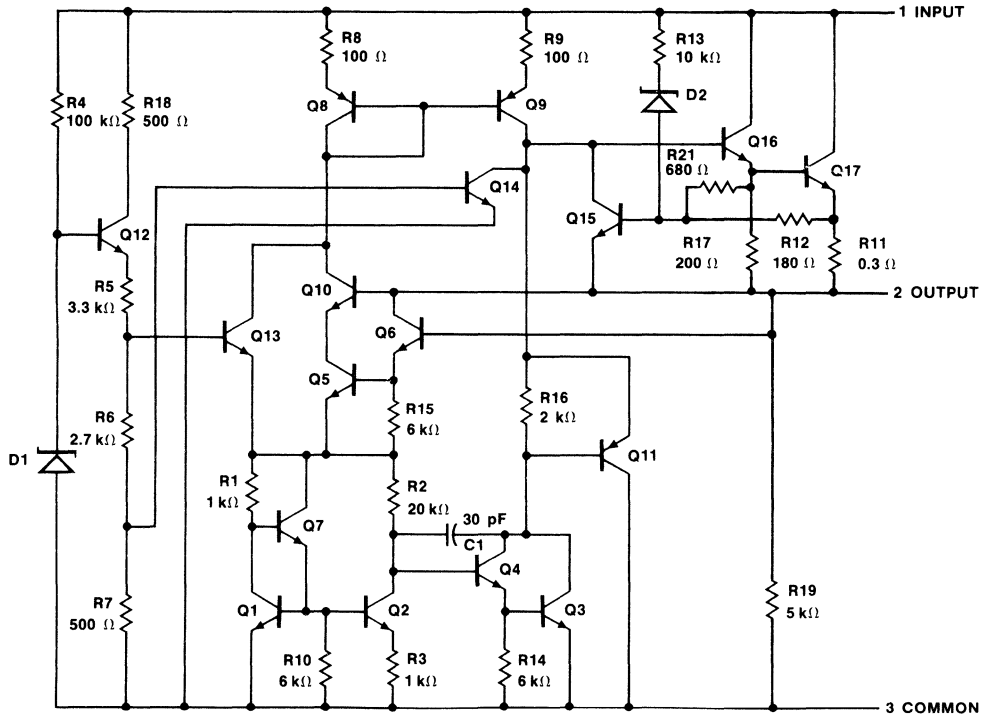 1 INPUT
R8
100 Ω
R9
100 Ω
R13
10 kΩ
R4
100 kΩ
R18
500 Ω
Q8
Q9
D2
Q16
R21
680 Ω
Q17
Q14
Q15
Q12
R17
200 Ω
R12
180 Ω
R11
0.3 Ω
R5
3.3 kΩ
Q10
2 OUTPUT
Q13
Q6
Q5
R16
2 kΩ
R6
2.7 kΩ
R15
6 kΩ
D1
Q11
R1
1 kΩ
R2
20 kΩ
Q7
30 pF
C1
Q4
R19
5 kΩ
R7
500 Ω
Q1
Q2
Q3
R10
6 kΩ
R3
1 kΩ
R14
6 kΩ
3 COMMON